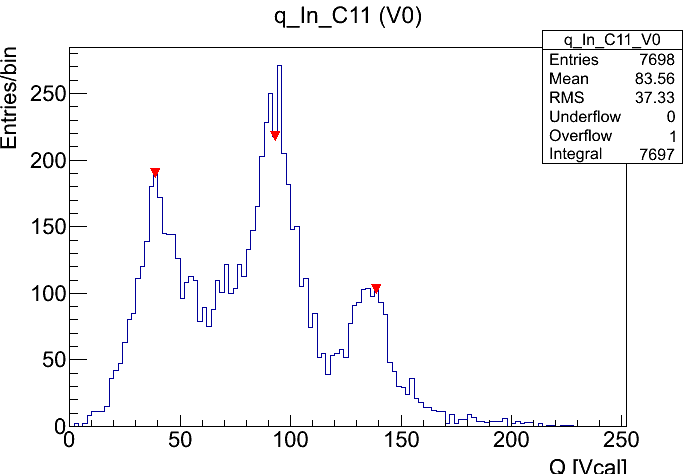 q_In_C11 (V0)
q_In_C11_V0
Entries 7698
Mean 83.56
RMS 37.33
Underflow 0
Overflow 1
Integral 7697
Entries/bin
250
200
150
100
50
0
0 50 100 150 200 250
Q [Vcal]